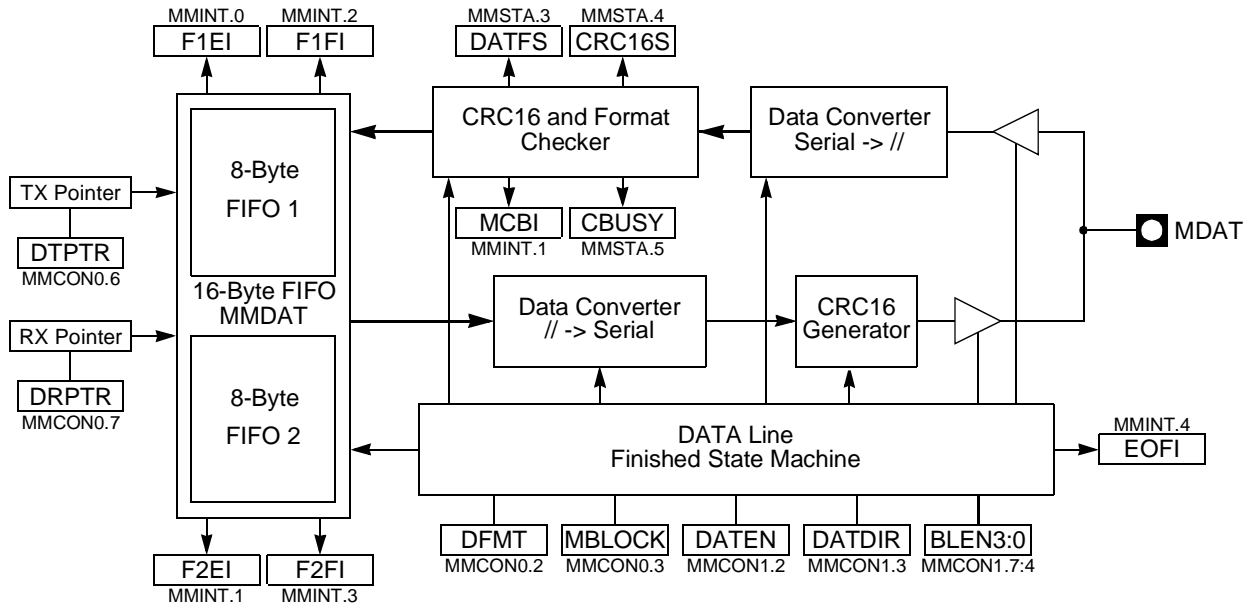 MMINT.0
MMINT.2
MMSTA.3
MMSTA.4
F1EI
F1FI
DATFS
CRC16S
CRC16 and Format
Checker
Data Converter
Serial -> //
8-Byte
FIFO 1
TX Pointer
DTPTR
MMCON0.6
MCBI
MMINT.1
CBUSY
MMSTA.5
MDAT
16-Byte FIFO
MMDAT
Data Converter
// -> Serial
CRC16
Generator
RX Pointer
DRPTR
MMCON0.7
8-Byte
FIFO 2
DATA Line
Finished State Machine
MMINT.4
EOFI
F2EI
MMINT.1
F2FI
MMINT.3
DFMT
MMCON0.2
MBLOCK
MMCON0.3
DATEN
MMCON1.2
DATDIR
MMCON1.3
BLEN3:0
MMCON1.7:4